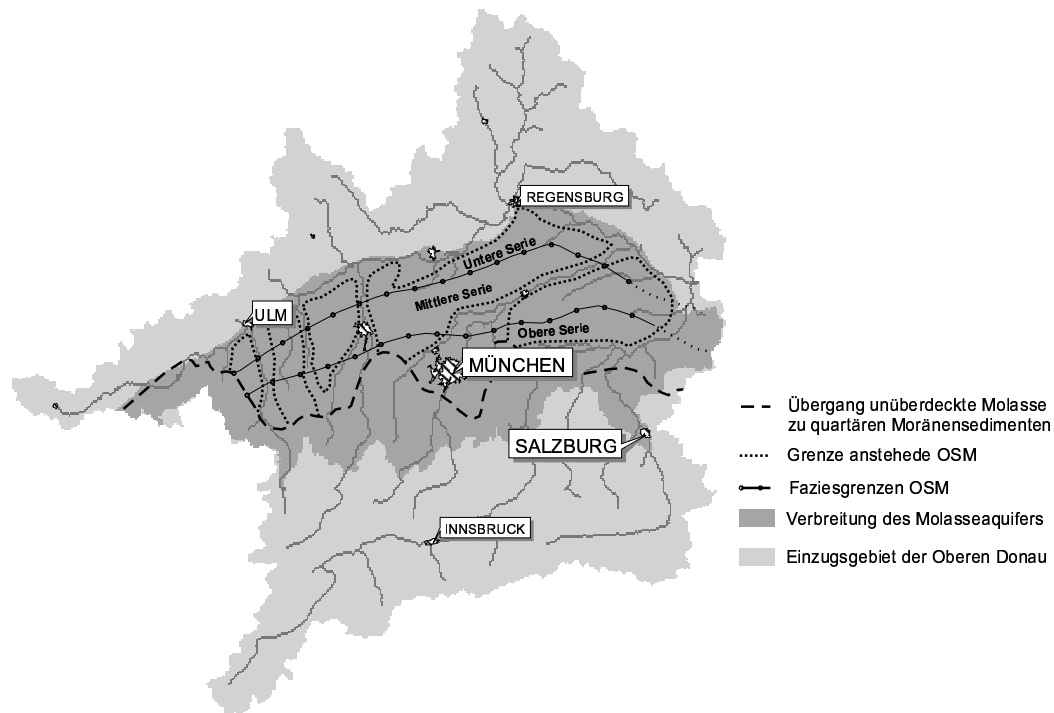 REGENSBURG
Untere Serie
Mittlere Serie
ULM
Obere Serie
MÜNCHEN
SALZBURG
INNSBRUCK
Übergang unüberdeckte Molasse
zu quartären Moränensedimenten
Grenze anstehede OSM
Faziesgrenzen OSM
Verbreitung des Molasseaquifers
Einzugsgebiet der Oberen Donau